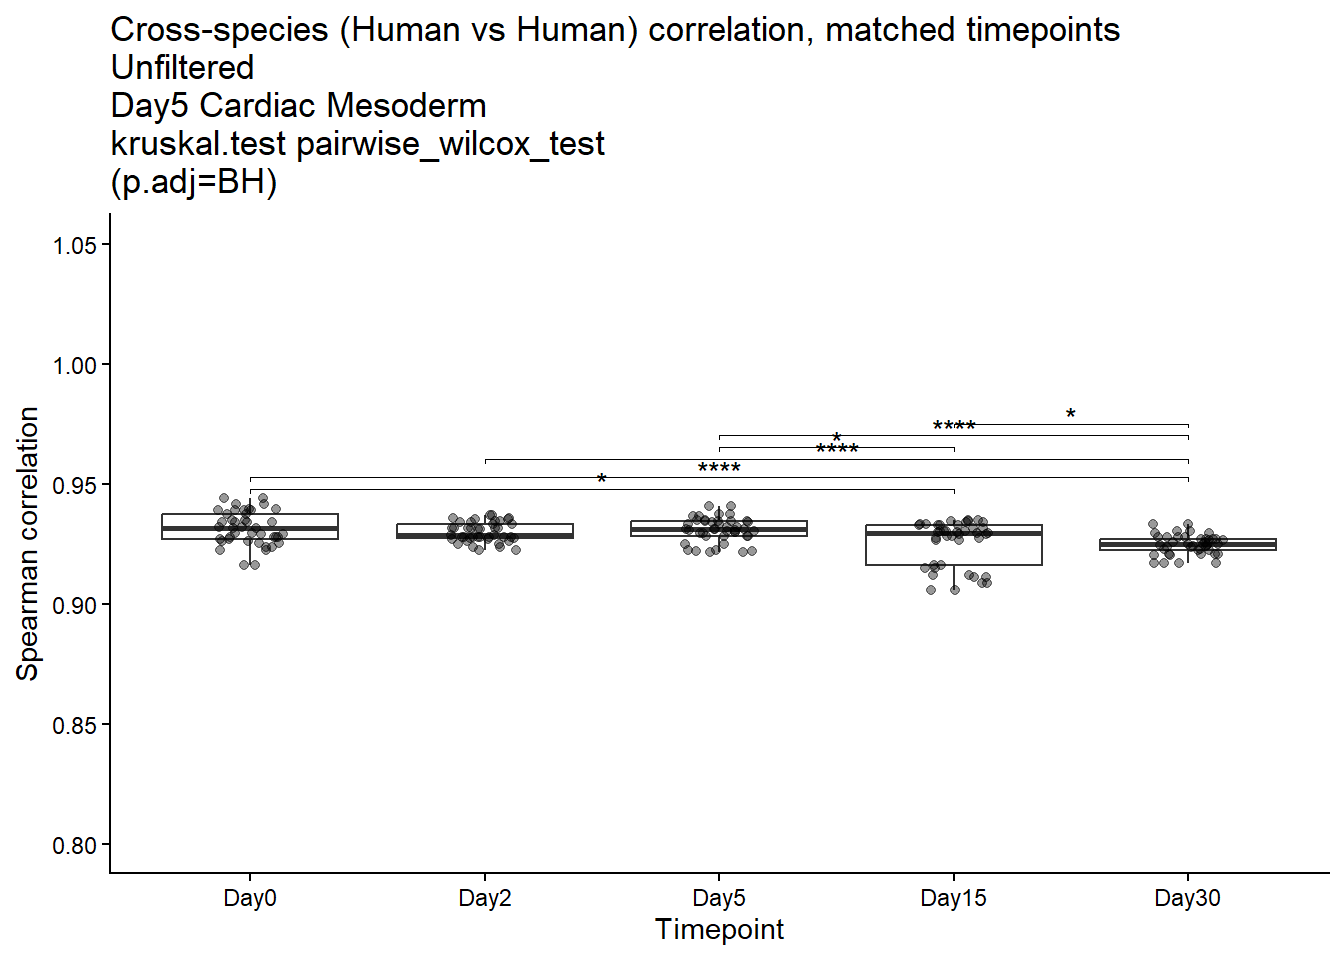 Cross-species (Human vs Human) correlation, matched timepoints
Unfiltered
Day5 Cardiac Mesoderm
kruskal.test pairwise_wilcox_test
(p.adj=BH)
1.05
1.00
0.95
0.90
0.85
0.80
Spearman correlation
*
****
*
****
****
*
Day0 Day2 Day5 Day15 Day30
Timepoint